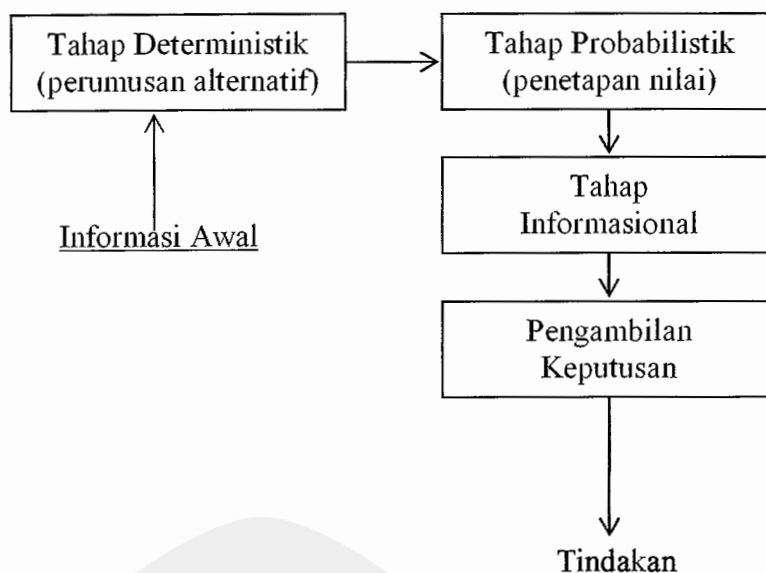 Tahap Deterministik
(perumusan alternatif)
Tahap Probabilistik
(penetapan nilai)
Tahap
Informasional
Informasi Awal
Pengambilan
Keputusan
Tindakan